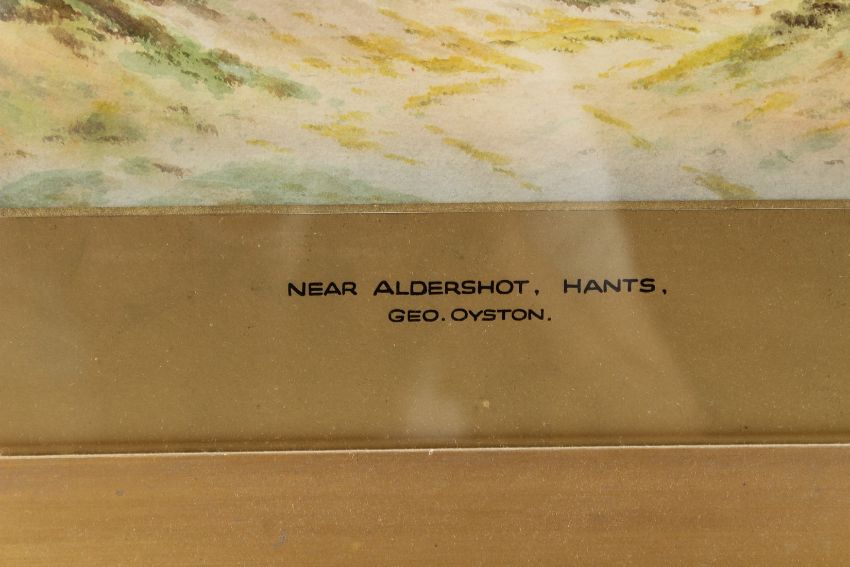 NEAR ALDERSHOT, HANTS,
GEO. OYSTON.